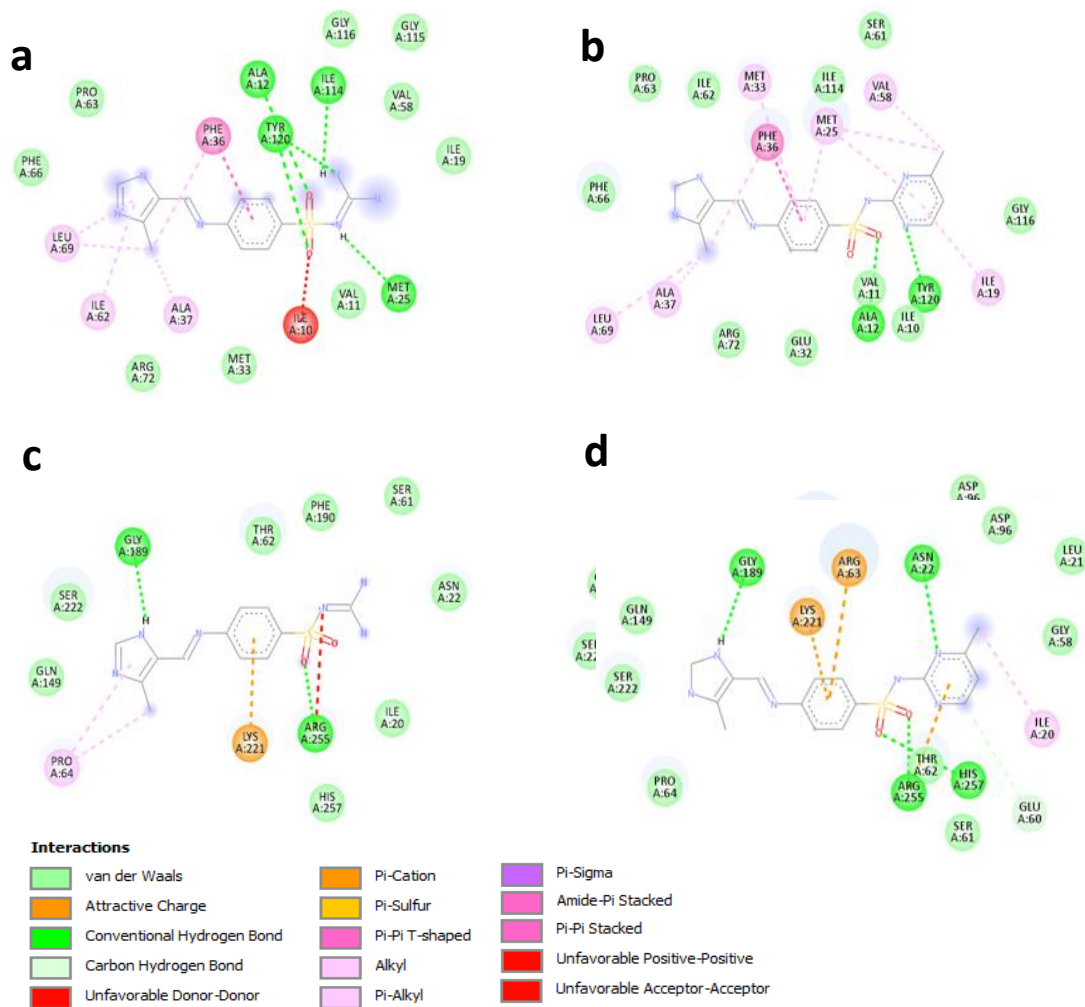 a
GLY
A:116
GLY
A:115
ALA
A:12
ILE
A:114
PRO
A:63
VAL
A:58
TYR
A:120
PHE
A:36
ILE
A:19
PHE
A:66
H
N
N
N
N
N
N
S
O
O
H
LEU
A:69
ILE
A:62
ALA
A:37
VAL
A:11
MET
A:25
ILE
A:10
ARG
A:72
MET
A:33
b
SER
A:61
PRO
A:63
ILE
A:62
MET
A:33
ILE
A:114
VAL
A:58
MET
A:25
PHE
A:36
PHE
A:66
GLY
A:116
N
N
N
N
N
N
S
O
O
VAL
A:11
TYR
A:120
ILE
A:19
ALA
A:37
LEU
A:69
ALA
A:12
ILE
A:10
ARG
A:72
GLU
A:32
c
SER
A:61
PHE
A:190
THR
A:62
GLY
A:189
ASN
A:22
SER
A:222
H
N
N
N
N
N
N
S
O
O
GLN
A:149
ILE
A:20
ARG
A:255
LYS
A:221
PRO
A:64
HIS
A:257
d
ASP
A:96
ASP
A:96
LEU
A:21
ASN
A:22
ARG
A:63
GLY
A:189
LYS
A:221
GLN
A:149
GLY
A:58
SER
A:222
H
N
N
N
N
N
N
S
O
O
ILE
A:20
THR
A:62
HIS
A:257
PRO
A:64
ARG
A:255
GLU
A:60
SER
A:61
Interactions
van der Waals
Attractive Charge
Conventional Hydrogen Bond
Carbon Hydrogen Bond
Unfavorable Donor-Donor
Pi-Cation
Pi-Sulfur
Pi-Pi T-shaped
Alkyl
Pi-Alkyl
Pi-Sigma
Amide-Pi Stacked
Pi-Pi Stacked
Unfavorable Positive-Positive
Unfavorable Acceptor-Acceptor